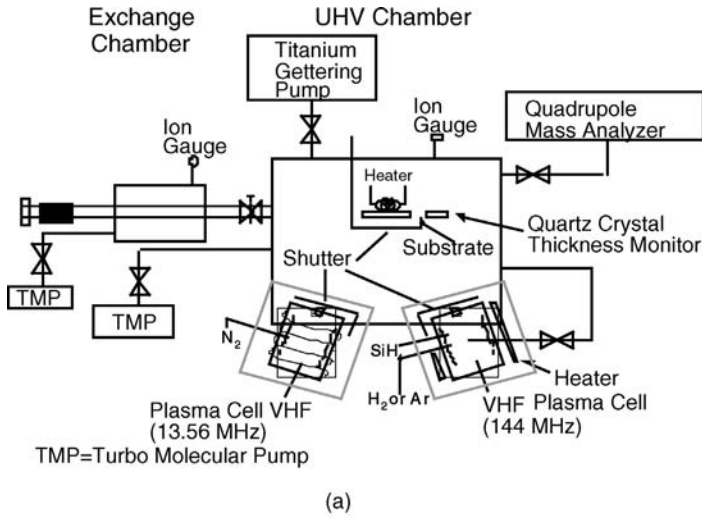 Exchange
Chamber
UHV Chamber
Titanium
Gettering
Pump
Ion
Gauge
Ion
Gauge
Quadrupole
Mass Analyzer
Heater
Substrate
Quartz Crystal
Thickness Monitor
Shutter
TMP
TMP
N2
SiH
H2 or Ar
Heater
Plasma Cell VHF
(13.56 MHz)
VHF Plasma Cell
(144 MHz)
TMP=Turbo Molecular Pump
(a)